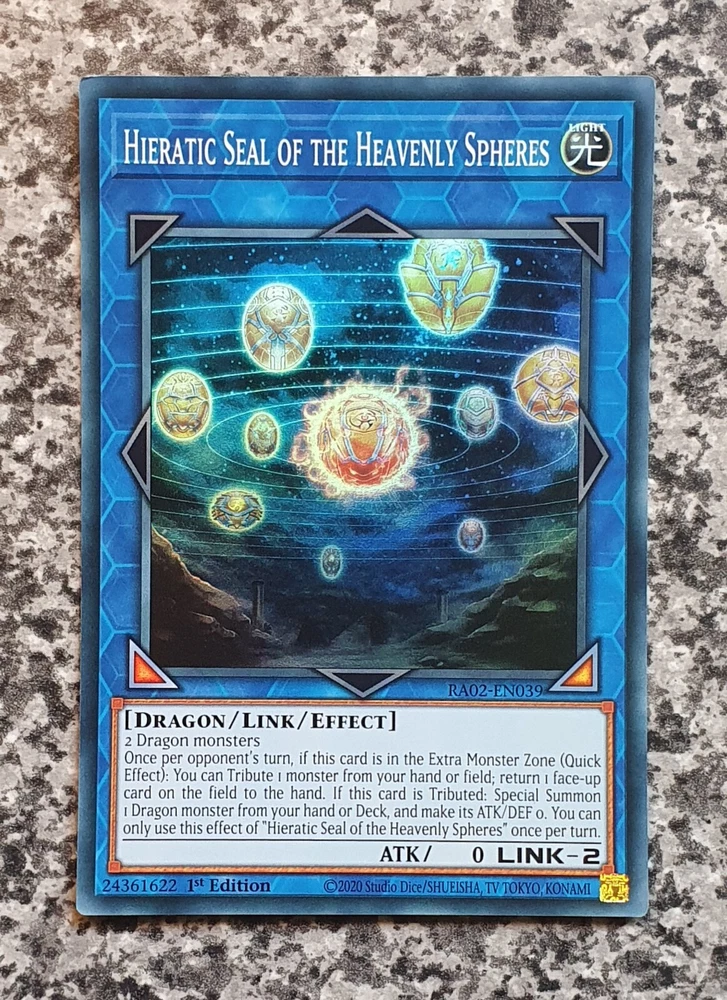 HIERATIC SEAL OF THE HEAVENLY SPHERES
LIGHT
光
RA02-EN039
[DRAGON/LINK/EFFECT]
2 Dragon monsters
Once per opponent's turn, if this card is in the Extra Monster Zone (Quick
Effect): You can Tribute 1 monster from your hand or field; return 1 face-up
card on the field to the hand. If this card is Tributed: Special Summon
1 Dragon monster from your hand or Deck, and make its ATK/DEF 0. You can
only use this effect of "Hieratic Seal of the Heavenly Spheres" once per turn.
ATK/ 0 LINK-2
24361622 1st Edition ©2020 Studio Dice/SHUEISHA, TV TOKYO, KONAMI